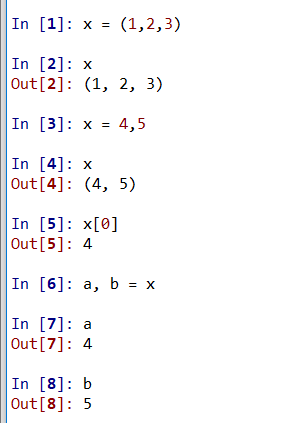 In [1]: x = (1,2,3)
In [2]: x
Out[2]: (1, 2, 3)
In [3]: x = 4,5
In [4]: x
Out[4]: (4, 5)
In [5]: x[0]
Out[5]: 4
In [6]: a, b = x
In [7]: a
Out[7]: 4
In [8]: b
Out[8]: 5